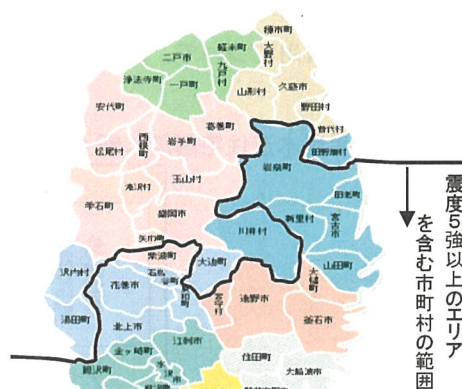 種市町
軽米町
大野村
二戸市
九戸村
浄法寺町
一戸町
山形村
久慈市
野田村
安代町
普代村
葛巻町
西根町
岩手町
松尾村
岩泉町
田野畑村
玉山村
滝沢村
雫石町
田老町
盛岡市
新里村
宮古市
川井村
矢巾町
紫波町
大迫町
山田町
沢内村
石鳥谷町
花巻市
大槌町
東和町
宮守村
遠野市
湯田町
北上市
釜石市
江刺市
金ヶ崎町
住田町
胆沢町
水沢市
大船渡市
震度5強以上のエリア
を含む市町村の範囲